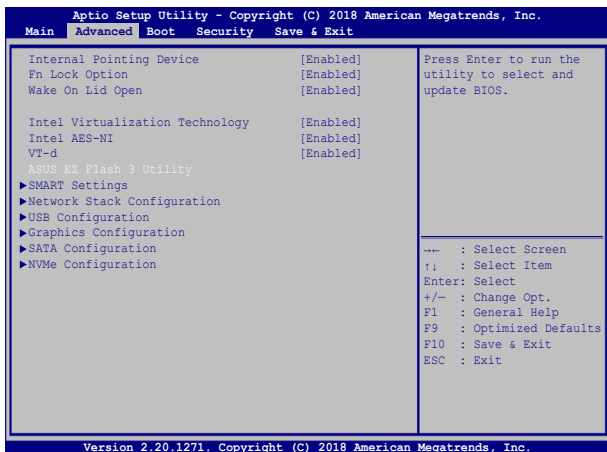 Aptio Setup Utility - Copyright (C) 2018 American Megatrends, Inc.
Main Advanced Boot Security Save & Exit
Internal Pointing Device [Enabled]
Fn Lock Option [Enabled]
Wake On Lid Open [Enabled]
Intel Virtualization Technology [Enabled]
Intel AES-NI [Enabled]
VT-d [Enabled]
ASUS EZ Flash 3 Utility
▶SMART Settings
▶Network Stack Configuration
▶USB Configuration
▶Graphics Configuration
▶SATA Configuration
▶NVMe Configuration
Press Enter to run the
utility to select and
update BIOS.
→← : Select Screen
↑↓ : Select Item
Enter: Select
+/— : Change Opt.
F1 : General Help
F9 : Optimized Defaults
F10 : Save & Exit
ESC : Exit
Version 2.20.1271. Copyright (C) 2018 American Megatrends, Inc.